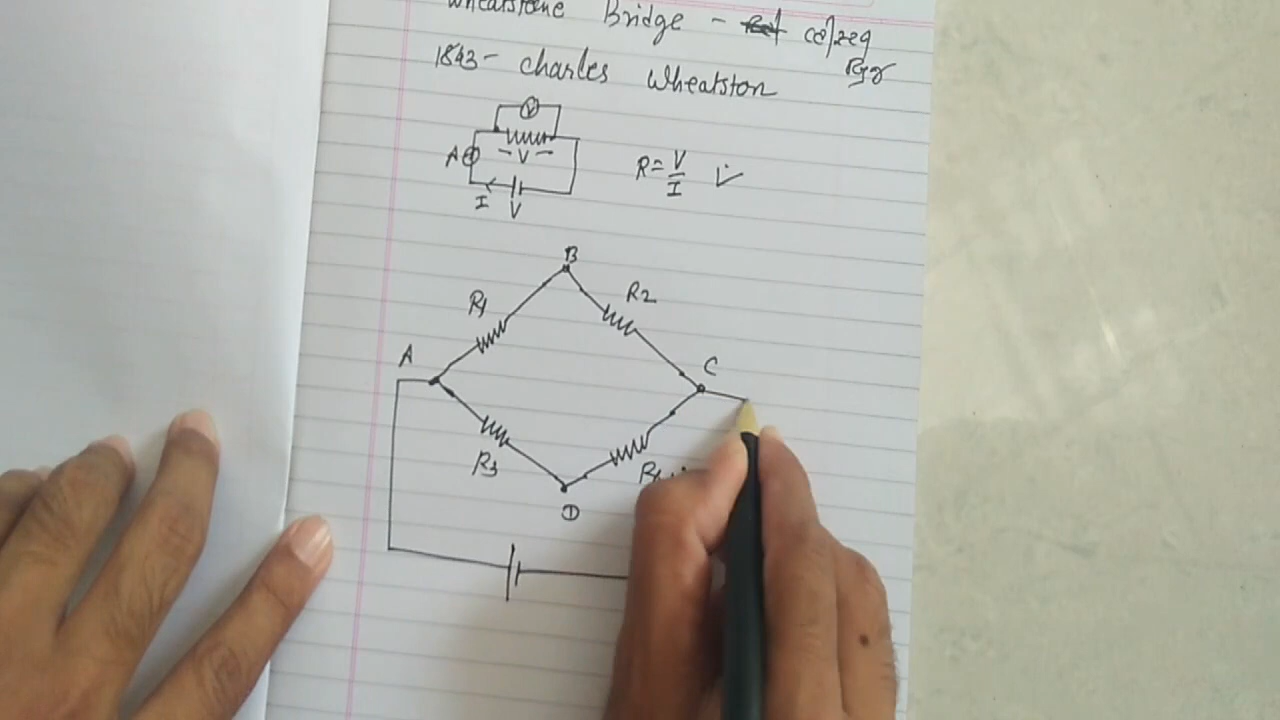 Wheatstone Bridge -
1843- Charles Wheatston
V
A
- V -
I
V
R = V/I
B
R1
R2
A
C
R3
D